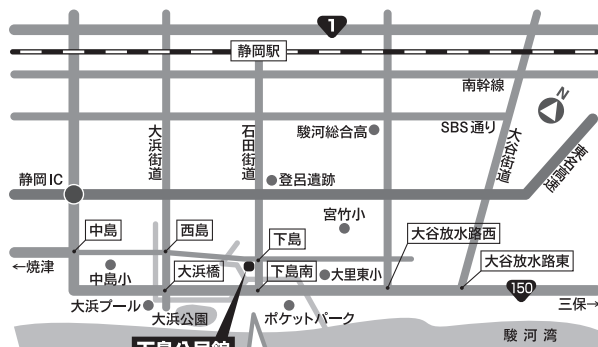 1
静岡駅
南幹線
N
SBS通り
駿河総合高
大浜街道
石田街道
大谷街道
東名高速
静岡IC
登呂遺跡
宮竹小
中島
西島
下島
大谷放水路西
←焼津
中島小
大浜橋
下島南
大里東小
大谷放水路東
150
三保→
大浜プール
大浜公園
ポケットパーク
駿河湾
下島公民館